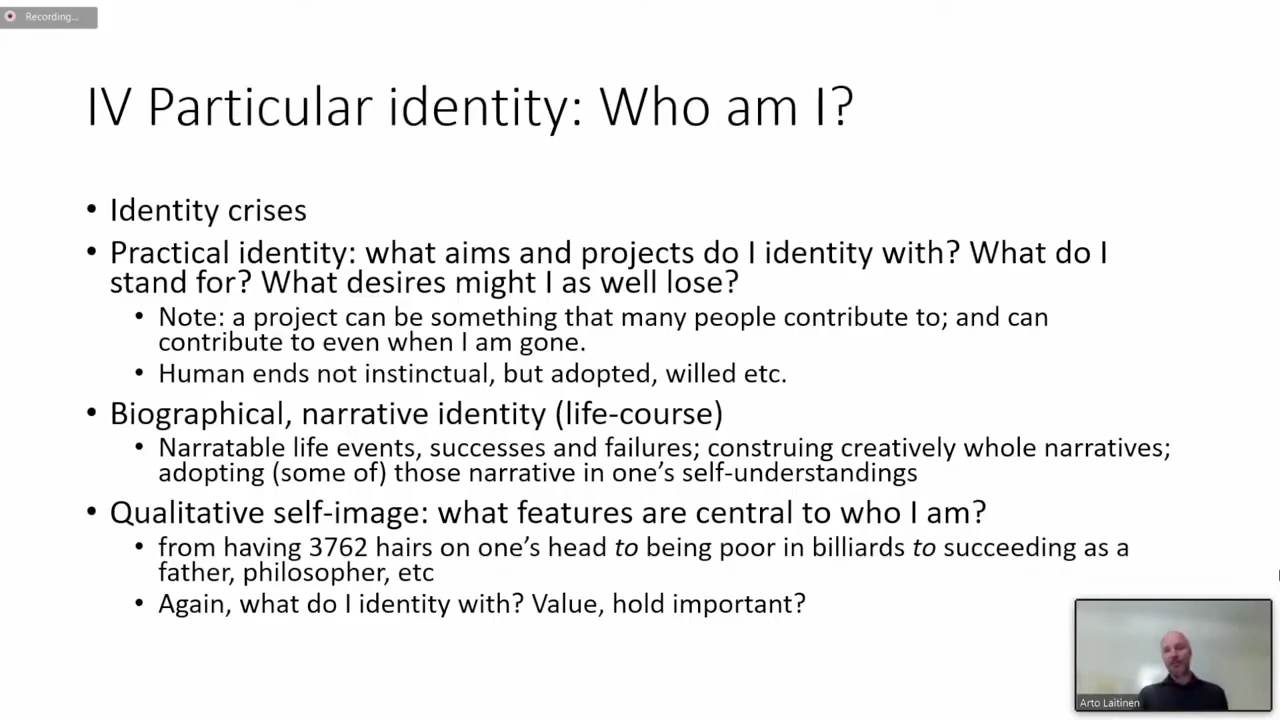 Recording...
IV Particular identity: Who am I?
• Identity crises
• Practical identity: what aims and projects do I identity with? What do I
stand for? What desires might I as well lose?
• Note: a project can be something that many people contribute to; and can
contribute to even when I am gone.
• Human ends not instinctual, but adopted, willed etc.
• Biographical, narrative identity (life-course)
• Narratable life events, successes and failures; construing creatively whole narratives;
adopting (some of) those narrative in one’s self-understandings
• Qualitative self-image: what features are central to who I am?
• from having 3762 hairs on one’s head to being poor in billiards to succeeding as a
father, philosopher, etc
• Again, what do I identity with? Value, hold important?
Arto Laitinen